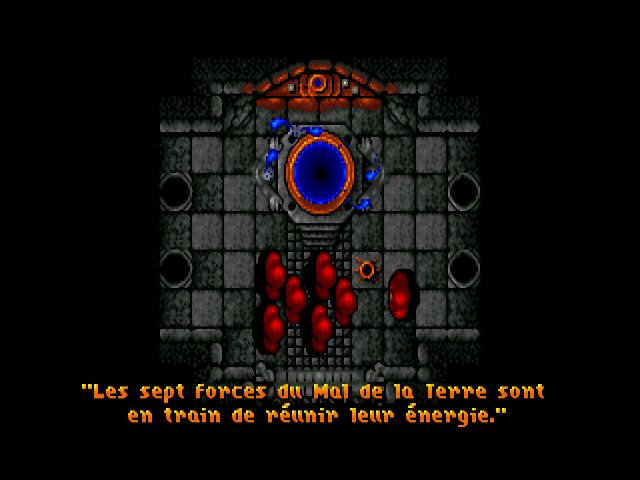 "Les sept forces du Mal de la Terre sont
en train de réunir leur énergie."